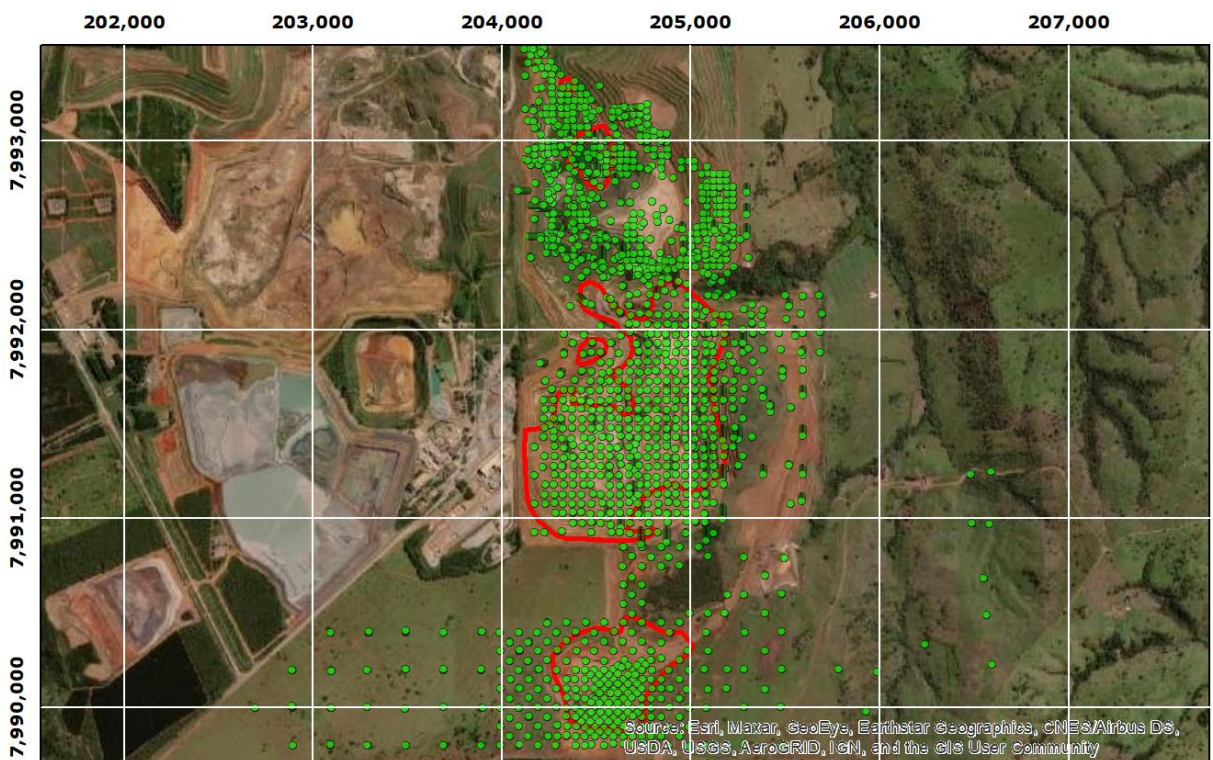 202,000 203,000 204,000 205,000 206,000 207,000
7,993,000
7,992,000
7,991,000
7,990,000
Source: Esri, Maxar, GeoEye, Earthstar Geographics, CNES/Airbus DS,
USDA, USGS, AeroGRID, IGN, and the GIS User Community